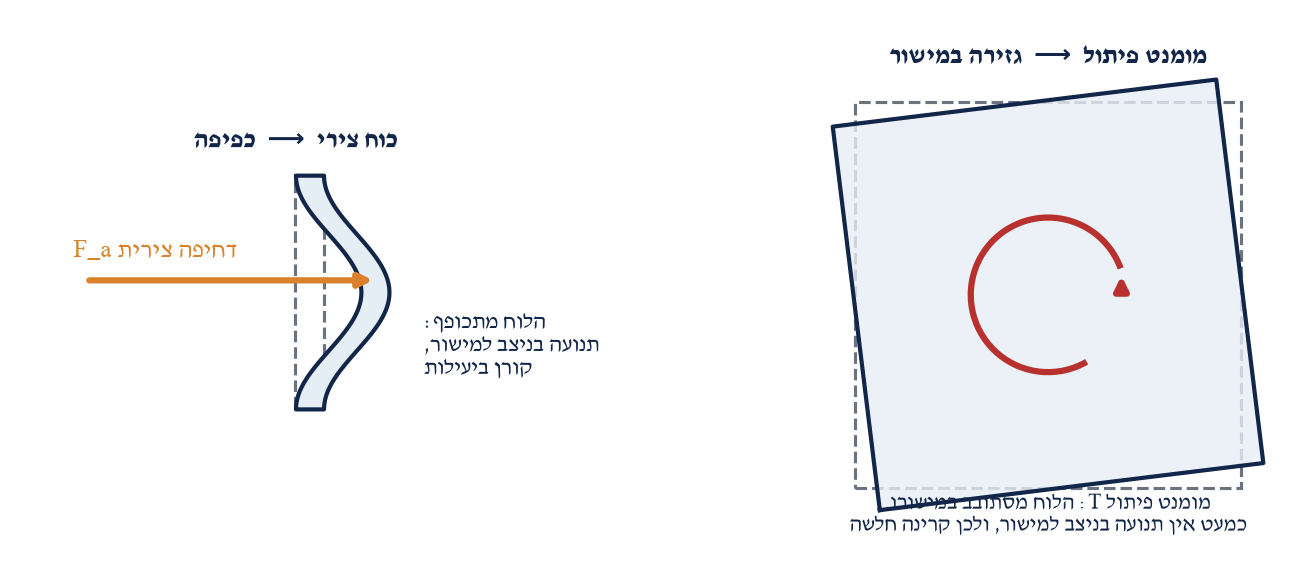 מומנט פיתול ⟶ גזירה במישור
כוח צירי ⟶ כפיפה
דחיפה צירית F_a
הלוח מתכופף:
תנועה בניצב למישור,
קורן ביעילות
מומנט פיתול T: הלוח מסתובב במישורו
כמעט אין תנועה בניצב למישור, ולכן קרינה חלשה